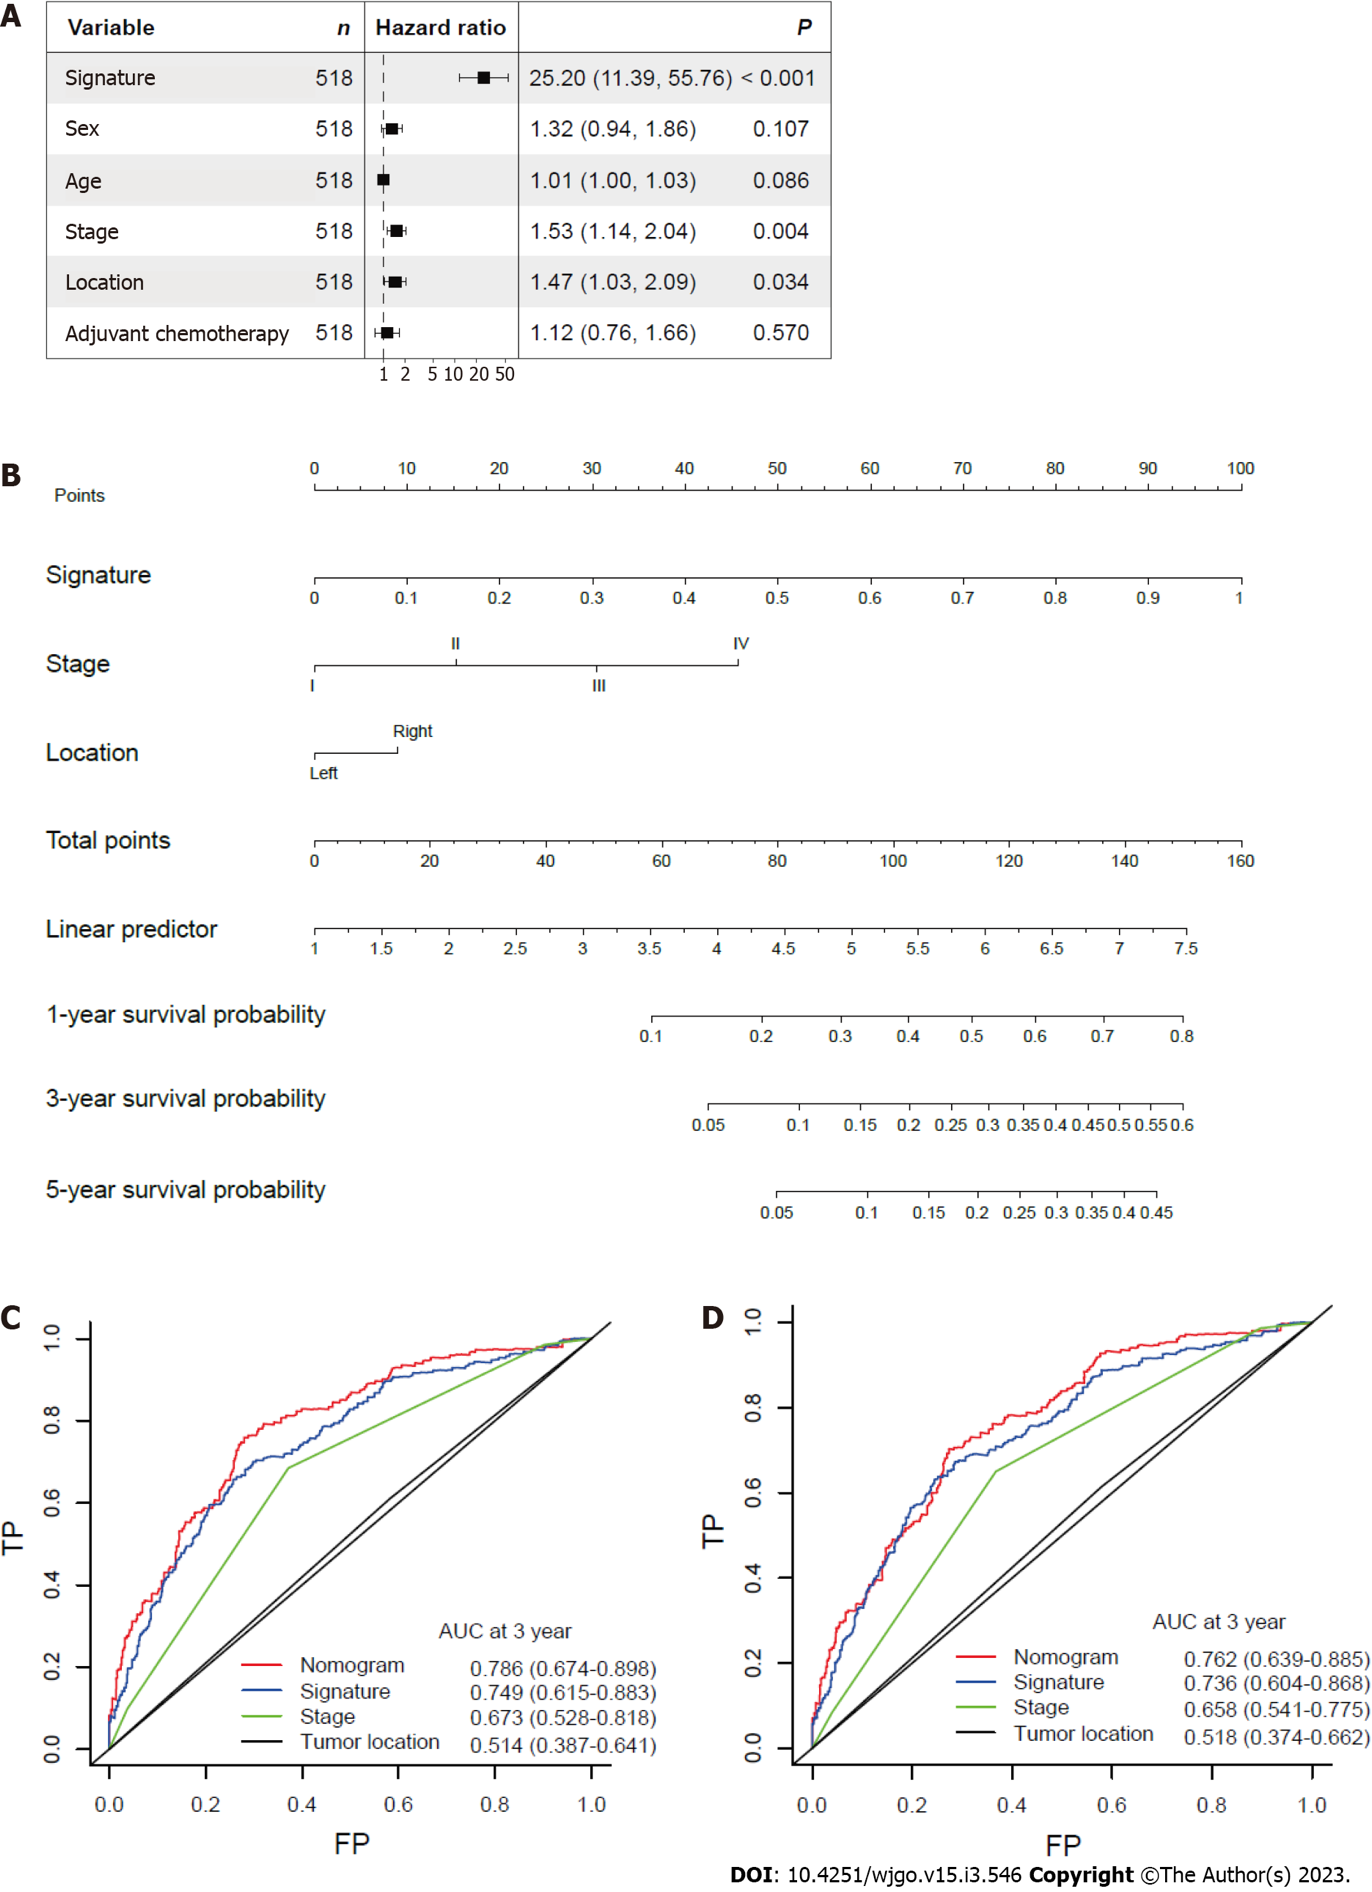 A
Variable n Hazard ratio P
Signature 518 25.20 (11.39, 55.76) < 0.001
Sex 518 1.32 (0.94, 1.86) 0.107
Age 518 1.01 (1.00, 1.03) 0.086
Stage 518 1.53 (1.14, 2.04) 0.004
Location 518 1.47 (1.03, 2.09) 0.034
Adjuvant chemotherapy 518 1.12 (0.76, 1.66) 0.570
1 2 5 10 20 50
B
0 10 20 30 40 50 60 70 80 90 100
Points
Signature
0 0.1 0.2 0.3 0.4 0.5 0.6 0.7 0.8 0.9 1
II IV
Stage
I III
Right
Location
Left
Total points
0 20 40 60 80 100 120 140 160
Linear predictor
1 1.5 2 2.5 3 3.5 4 4.5 5 5.5 6 6.5 7 7.5
1-year survival probability
0.1 0.2 0.3 0.4 0.5 0.6 0.7 0.8
3-year survival probability
0.05 0.1 0.15 0.2 0.25 0.3 0.35 0.4 0.45 0.5 0.55 0.6
5-year survival probability
0.05 0.1 0.15 0.2 0.25 0.3 0.35 0.4 0.45
C
TP
1.0
0.8
0.6
0.4
0.2
0.0
AUC at 3 year
Nomogram 0.786 (0.674-0.898)
Signature 0.749 (0.615-0.883)
Stage 0.673 (0.528-0.818)
Tumor location 0.514 (0.387-0.641)
0.0 0.2 0.4 0.6 0.8 1.0
FP
D
TP
1.0
0.8
0.6
0.4
0.2
0.0
AUC at 3 year
Nomogram 0.762 (0.639-0.885)
Signature 0.736 (0.604-0.868)
Stage 0.658 (0.541-0.775)
Tumor location 0.518 (0.374-0.662)
0.0 0.2 0.4 0.6 0.8 1.0
FP
DOI: 10.4251/wjgo.v15.i3.546 Copyright ©The Author(s) 2023.